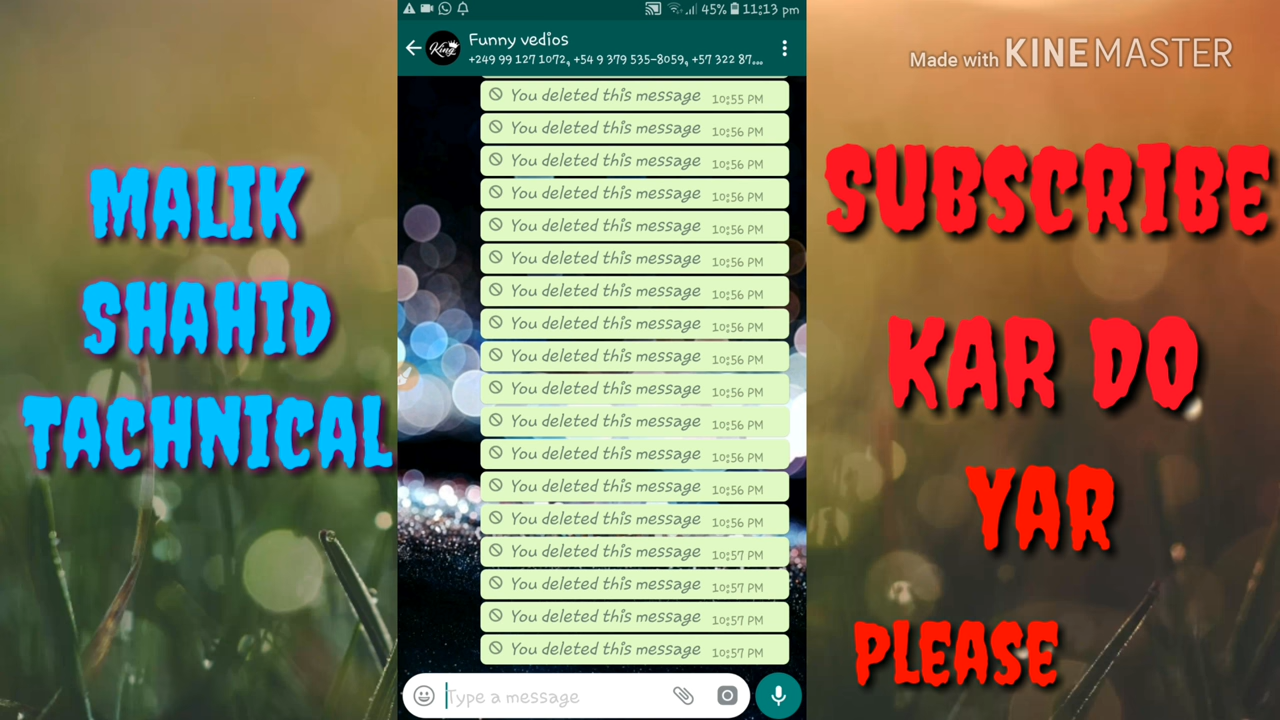 MALIK
SHAHID
TACHNICAL
45% 11:13 pm
King
Funny vedios
+249 99 127 1072, +54 9 379 535-8059, +57 322 87...
You deleted this message 10:55 PM
You deleted this message 10:56 PM
You deleted this message 10:56 PM
You deleted this message 10:56 PM
You deleted this message 10:56 PM
You deleted this message 10:56 PM
You deleted this message 10:56 PM
You deleted this message 10:56 PM
You deleted this message 10:56 PM
You deleted this message 10:56 PM
You deleted this message 10:56 PM
You deleted this message 10:56 PM
You deleted this message 10:56 PM
You deleted this message 10:56 PM
You deleted this message 10:57 PM
You deleted this message 10:57 PM
You deleted this message 10:57 PM
You deleted this message 10:57 PM
Type a message
Made with KINEMASTER
SUBSCRIBE
KAR DO
YAR
PLEASE